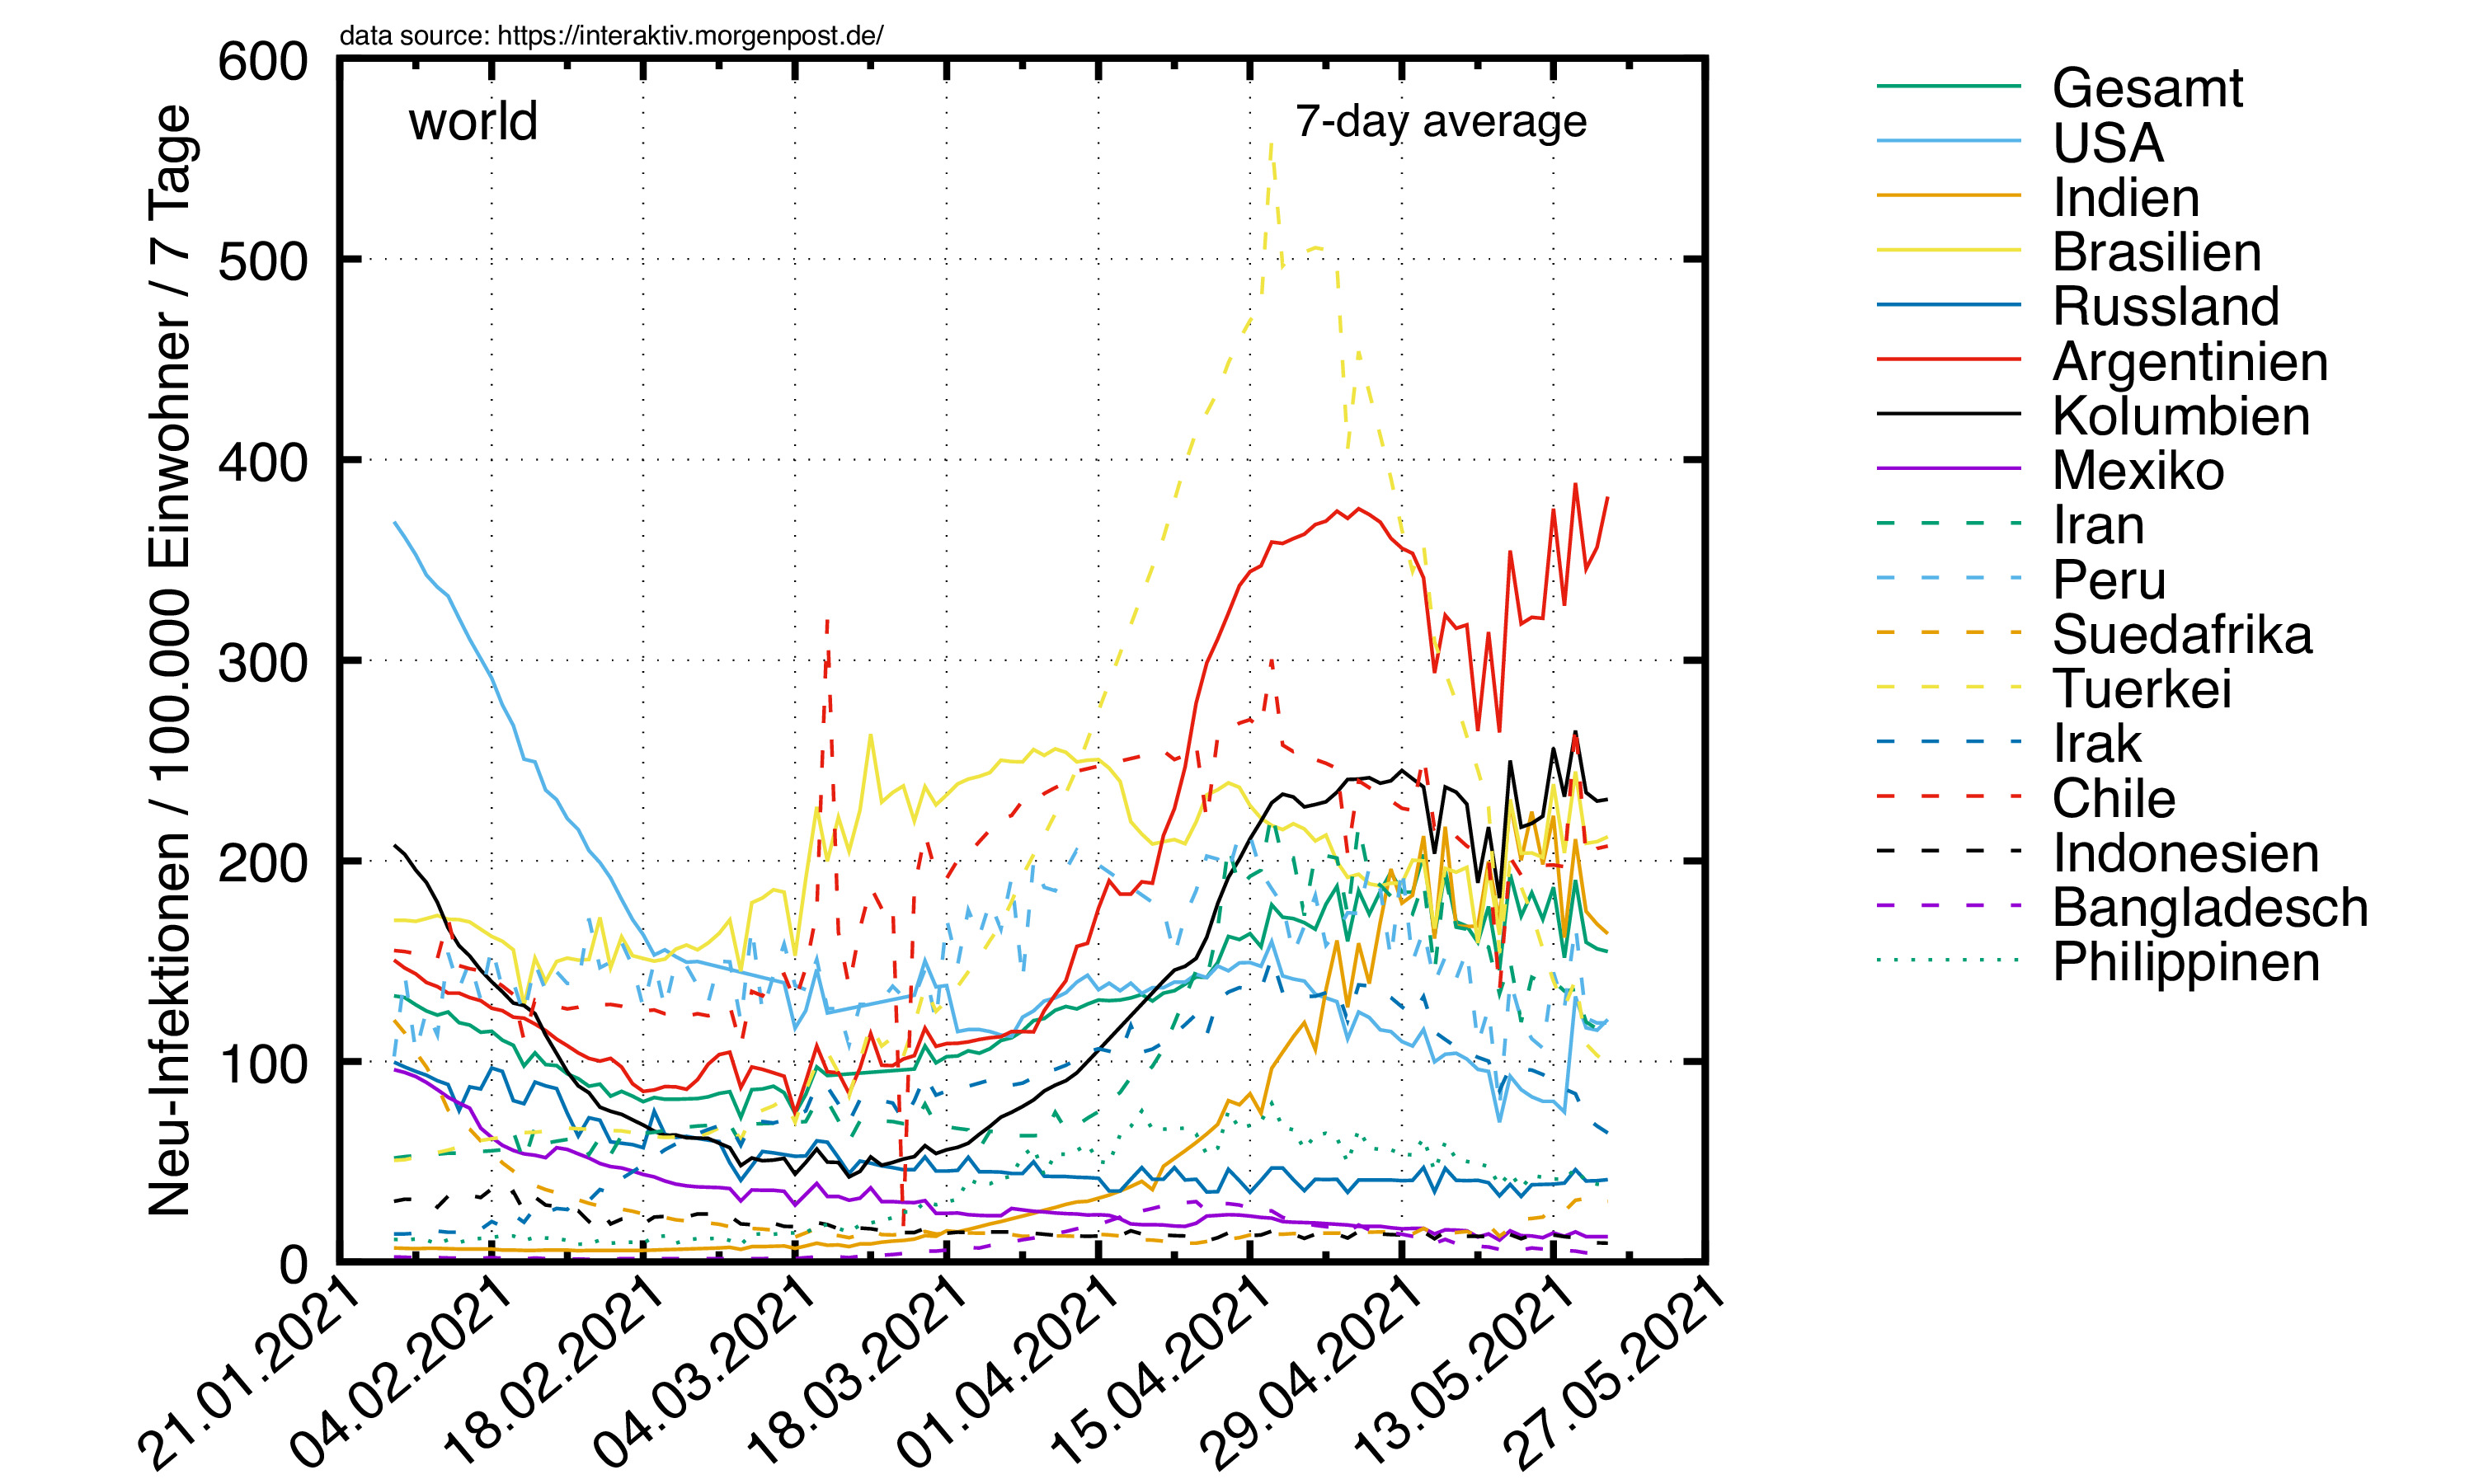 data source: https://interaktiv.morgenpost.de/
world
7-day average
Neu-Infektionen / 100.000 Einwohner / 7 Tage
600
500
400
300
200
100
0
21.01.2021
04.02.2021
18.02.2021
04.03.2021
18.03.2021
01.04.2021
15.04.2021
29.04.2021
13.05.2021
27.05.2021
Gesamt
USA
Indien
Brasilien
Russland
Argentinien
Kolumbien
Mexiko
Iran
Peru
Suedafrika
Tuerkei
Irak
Chile
Indonesien
Bangladesch
Philippinen